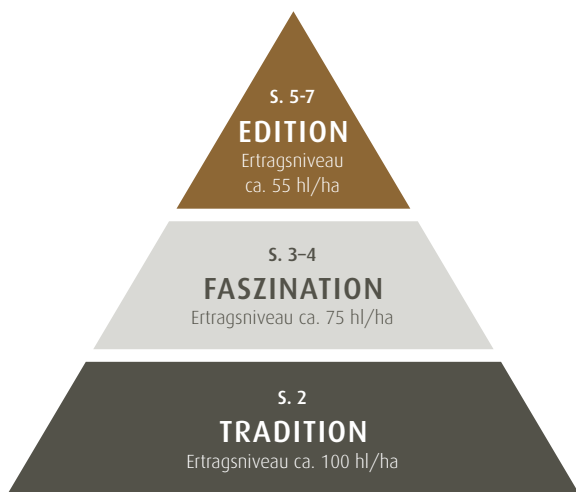 S. 5-7
EDITION
Ertragsniveau
ca. 55 hl/ha
S. 3–4
FASZINATION
Ertragsniveau ca. 75 hl/ha
S. 2
TRADITION
Ertragsniveau ca. 100 hl/ha